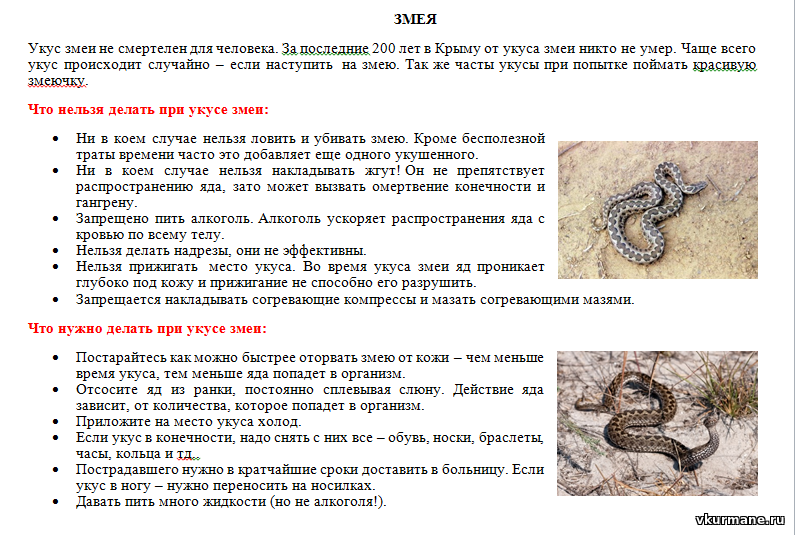 ЗМЕЯ
Укус змеи не смертелен для человека. За последние 200 лет в Крыму от укуса змеи никто не умер. Чаще всего
укус происходит случайно – если наступить на змею. Так же часты укусы при попытке поймать красивую
змеючку.
Что нельзя делать при укусе змеи:
• Ни в коем случае нельзя ловить и убивать змею. Кроме бесполезной
траты времени часто это добавляет еще одного укушенного.
• Ни в коем случае нельзя накладывать жгут! Он не препятствует
распространению яда, зато может вызвать омертвение конечности и
гангрену.
• Запрещено пить алкоголь. Алкоголь ускоряет распространения яда с
кровью по всему телу.
• Нельзя делать надрезы, они не эффективны.
• Нельзя прижигать место укуса. Во время укуса змеи яд проникает
глубоко под кожу и прижигание не способно его разрушить.
• Запрещается накладывать согревающие компрессы и мазать согревающими мазями.
Что нужно делать при укусе змеи:
• Постарайтесь как можно быстрее оторвать змею от кожи – чем меньше
время укуса, тем меньше яда попадет в организм.
• Отсосите яд из ранки, постоянно сплевывая слюну. Действие яда
зависит, от количества, которое попадет в организм.
• Приложите на место укуса холод.
• Если укус в конечности, надо снять с них все – обувь, носки, браслеты,
часы, кольца и тд..
• Пострадавшего нужно в кратчайшие сроки доставить в больницу. Если
укус в ногу – нужно переносить на носилках.
• Давать пить много жидкости (но не алкоголя!).
vkurmane.ru